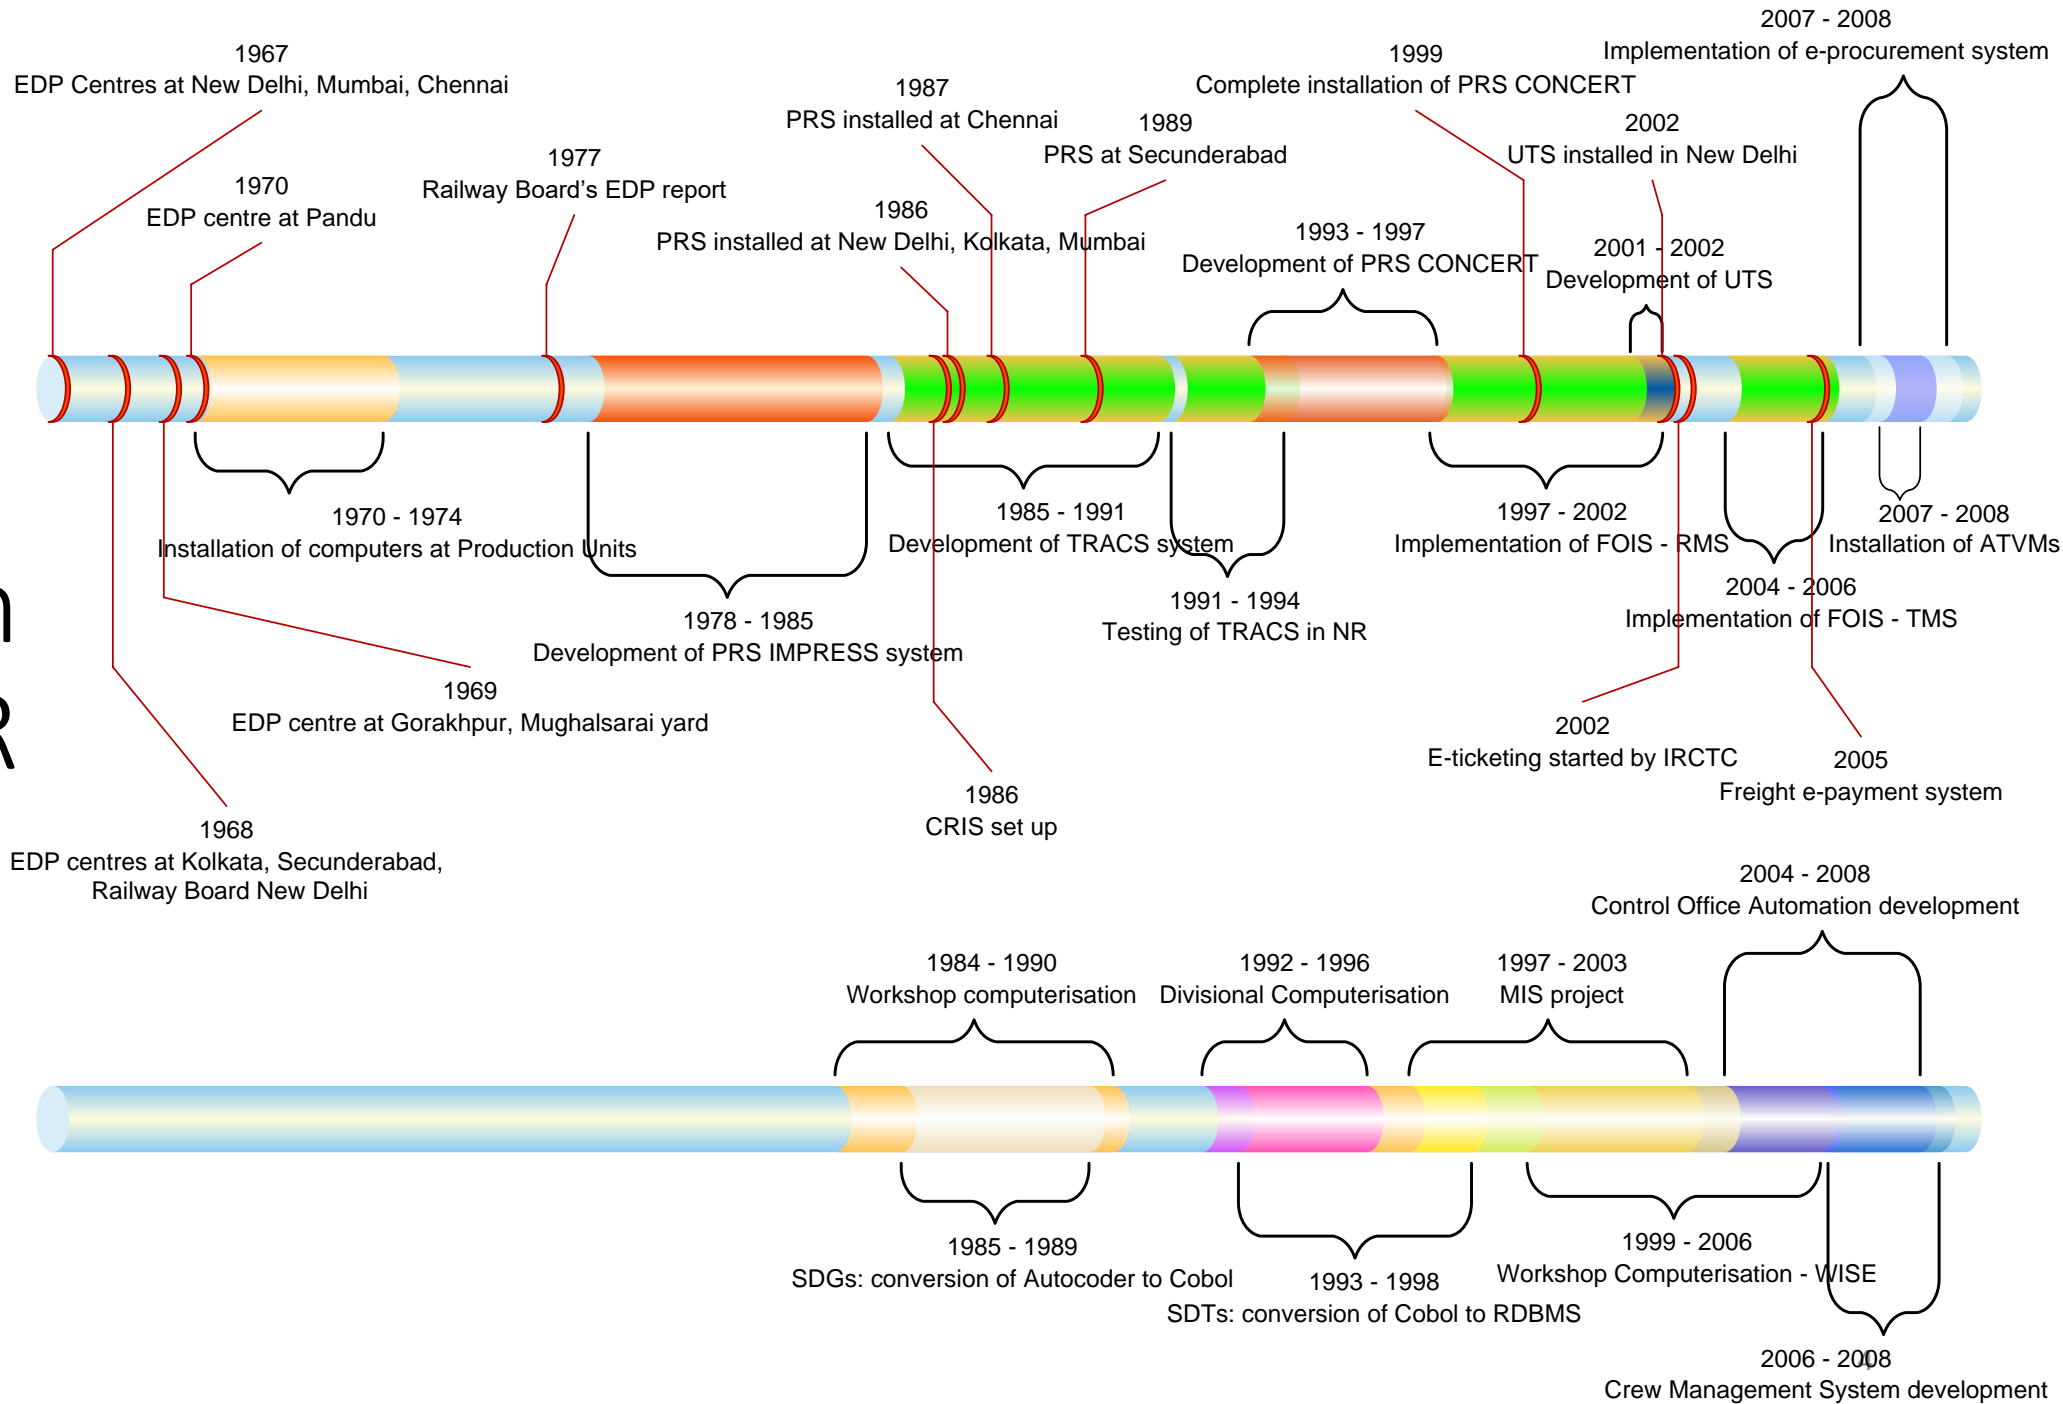 2007 - 2008
Implementation of e-procurement system
1967
EDP Centres at New Delhi, Mumbai, Chennai
1999
Complete installation of PRS CONCERT
1987
PRS installed at Chennai
1989
PRS at Secunderabad
2002
UTS installed in New Delhi
1977
Railway Board’s EDP report
1970
EDP centre at Pandu
1986
PRS installed at New Delhi, Kolkata, Mumbai
1993 - 1997
Development of PRS CONCERT
2001 - 2002
Development of UTS
1970 - 1974
Installation of computers at Production Units
1985 - 1991
Development of TRACS system
1997 - 2002
Implementation of FOIS - RMS
2007 - 2008
Installation of ATVMs
2004 - 2006
Implementation of FOIS - TMS
1991 - 1994
Testing of TRACS in NR
1978 - 1985
Development of PRS IMPRESS system
n
R
1969
EDP centre at Gorakhpur, Mughalsarai yard
2002
E-ticketing started by IRCTC
2005
Freight e-payment system
1986
CRIS set up
1968
EDP centres at Kolkata, Secunderabad,
Railway Board New Delhi
2004 - 2008
Control Office Automation development
1984 - 1990
Workshop computerisation
1992 - 1996
Divisional Computerisation
1997 - 2003
MIS project
1985 - 1989
SDGs: conversion of Autocoder to Cobol
1993 - 1998
SDTs: conversion of Cobol to RDBMS
1999 - 2006
Workshop Computerisation - WISE
2006 - 2008
4
Crew Management System development